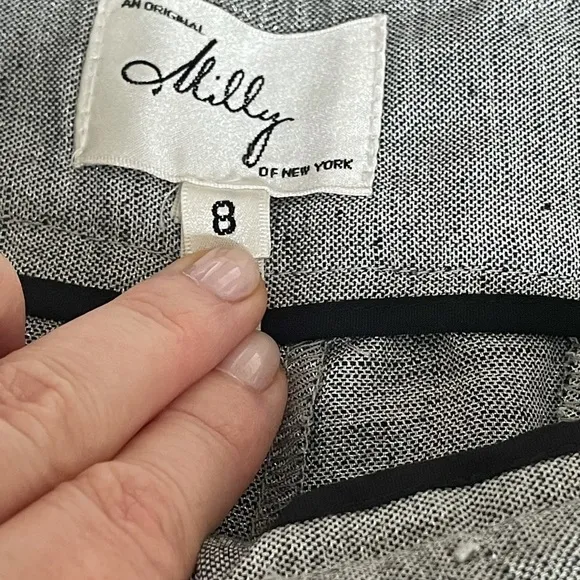 AN ORIGINAL
Milly
OF NEW YORK
8